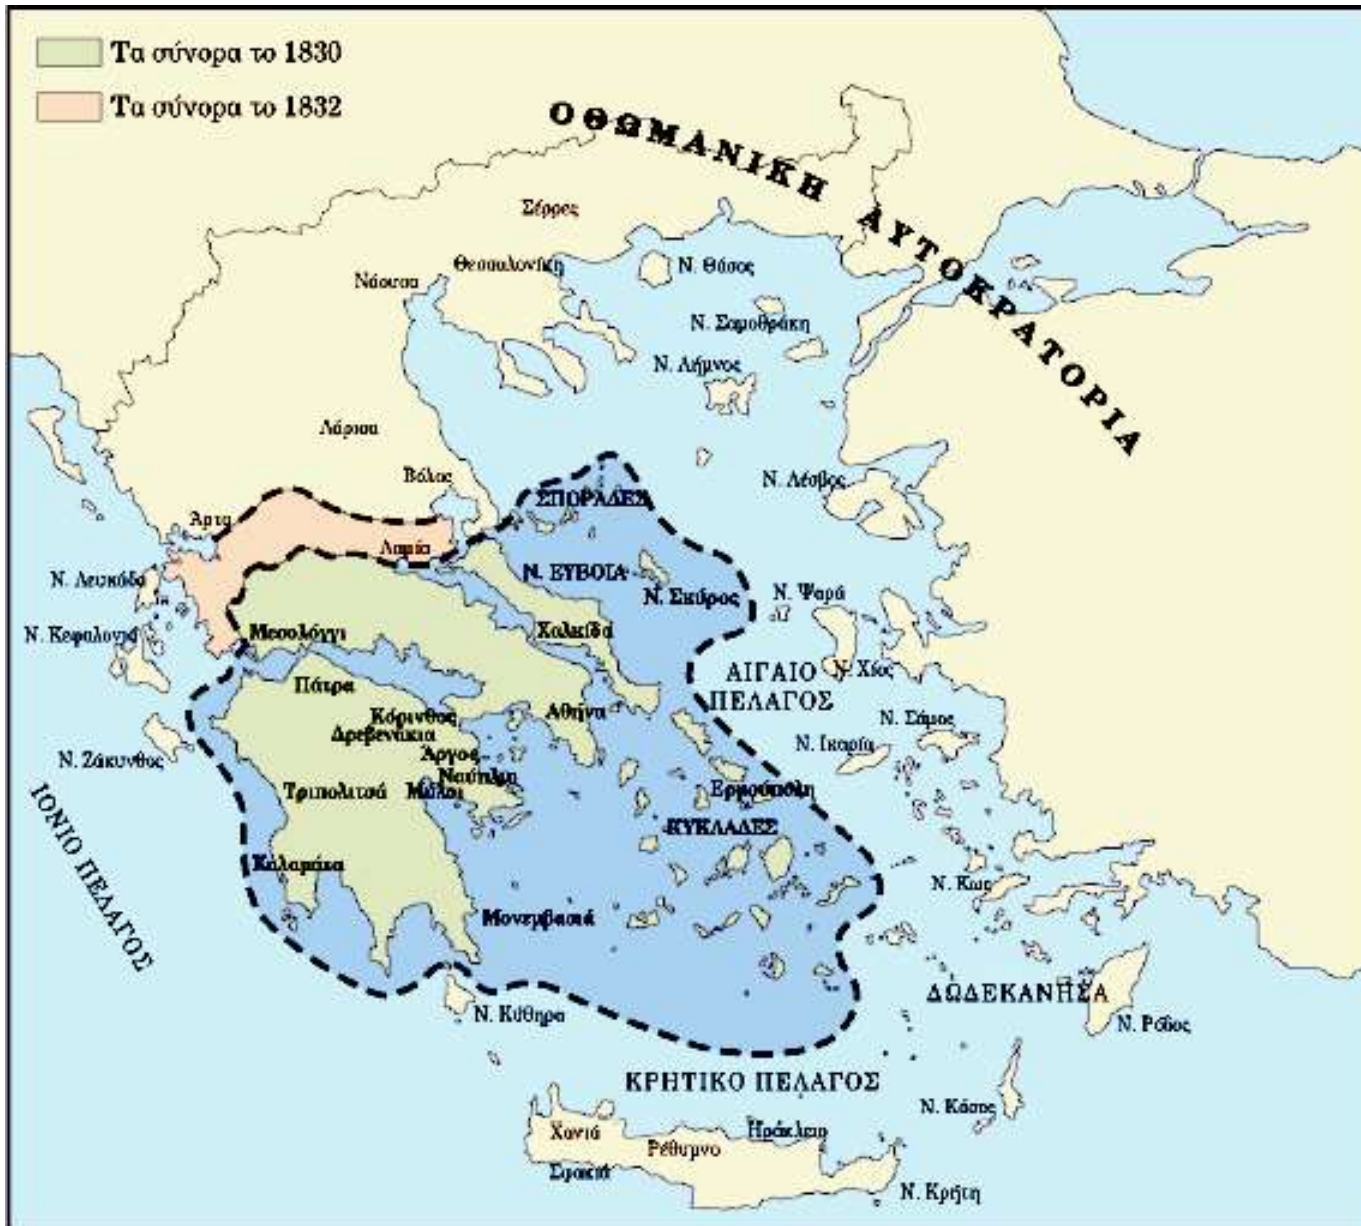 Τα σύνορα το 1830
Τα σύνορα το 1832
ΟΘΩΜΑΝΙΚΗ ΑΥΤΟΚΡΑΤΟΡΙΑ
Σέρρες
Θεσσαλονίκη
Νάουσα
Ν. Θάσος
Ν. Σαμοθράκη
Ν. Λήμνος
Λάρισα
Βόλος
Άρτα
Λαμία
ΣΠΟΡΑΔΕΣ
Ν. Λέσβος
Ν. Λευκάδα
Ν. ΕΥΒΟΙΑ
Ν. Σκύρος
Ν. Ψαρά
Ν. Κεφαλονιά
Μεσολόγγι
Χαλκίδα
Ν. Χίος
ΑΙΓΑΙΟ
ΠΕΛΑΓΟΣ
Πάτρα
Κόρινθος
Αθήνα
Δρεβενάκια
Ν. Σάμος
Ν. Ικαρία
Άργος
Ν. Ζάκυνθος
Ναύπλιο
Τριπολιτσά
Μύλοι
Ερμούπολη
ΚΥΚΛΑΔΕΣ
ΙΟΝΙΟ ΠΕΛΑΓΟΣ
Καλαμάκα
Ν. Κως
Μονεμβασιά
ΔΩΔΕΚΑΝΗΣΑ
Ν. Κύθηρα
Ν. Ρόδος
ΚΡΗΤΙΚΟ ΠΕΛΑΓΟΣ
Ν. Κάσος
Χανιά
Ρέθυμνο
Ηράκλειο
Σφακιά
Ν. Κρήτη